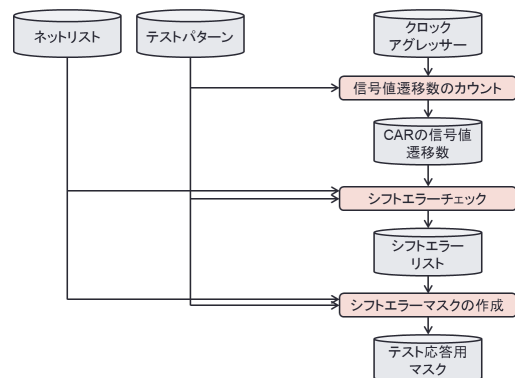 ネットリスト
テストパターン
クロック
アグレッサー
信号値遷移数のカウント
CARの信号値
遷移数
シフトエラーチェック
シフトエラー
リスト
シフトエラーマスクの作成
テスト応答用
マスク